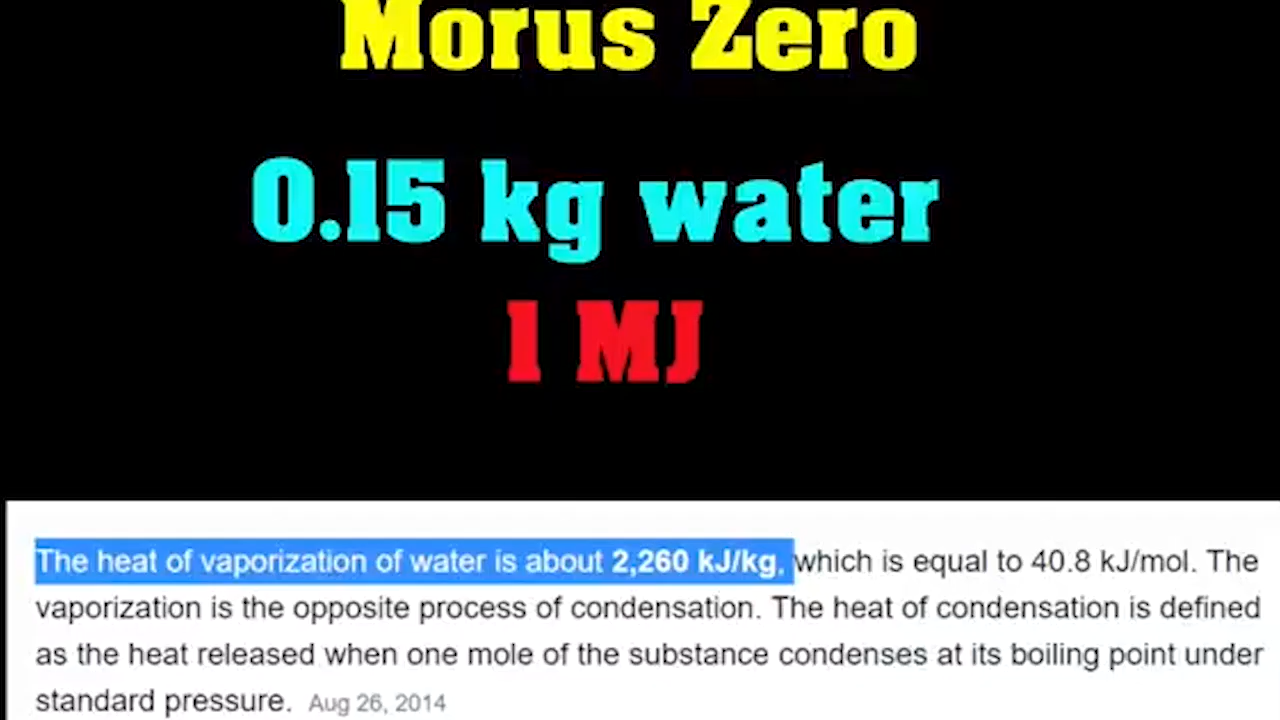 Morus Zero
0.15 kg water
1 MJ
The heat of vaporization of water is about 2,260 kJ/kg, which is equal to 40.8 kJ/mol. The
vaporization is the opposite process of condensation. The heat of condensation is defined
as the heat released when one mole of the substance condenses at its boiling point under
standard pressure. Aug 26, 2014